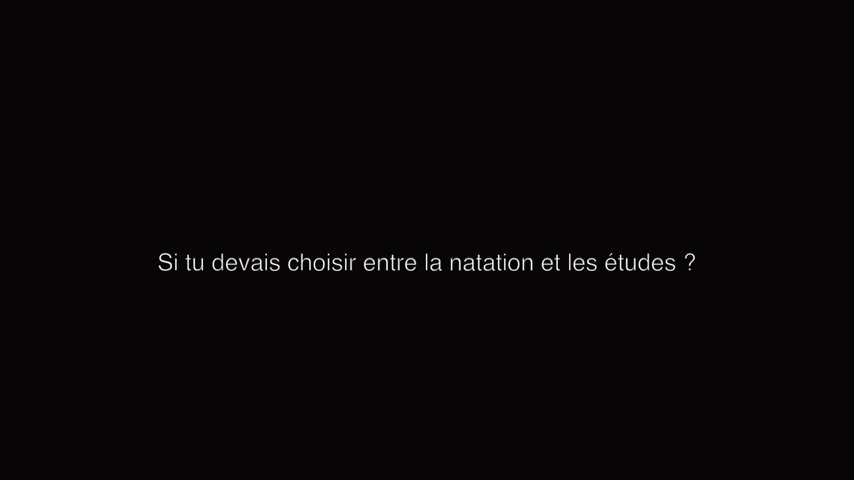 Si tu devais choisir entre la natation et les études ?